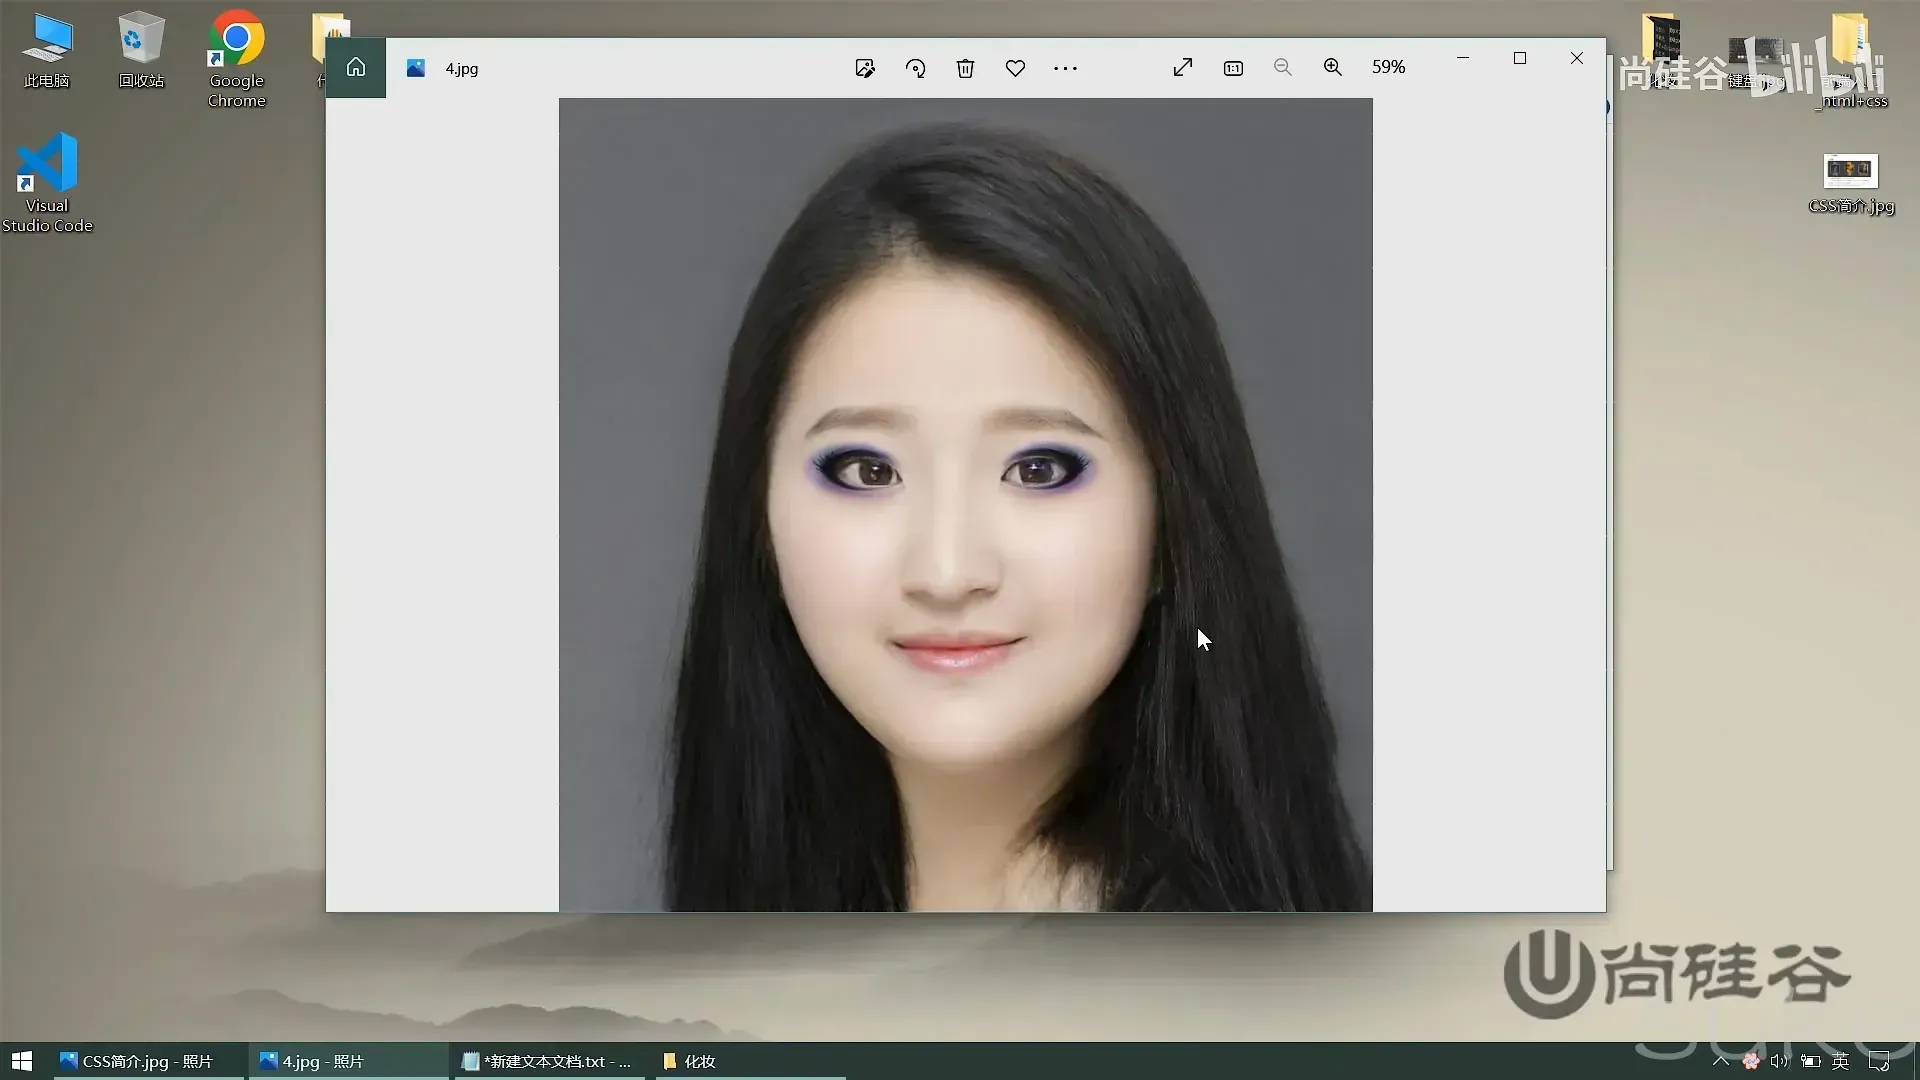 此电脑
回收站
Google
Chrome
4.jpg
59%
尚硅谷
bilibili
键盘.jpg
_html+css
Visual
Studio Code
CSS简介.jpg
尚硅谷
CSS简介.jpg - 照片
4.jpg - 照片
*新建文本文档.txt - ...
化妆
英